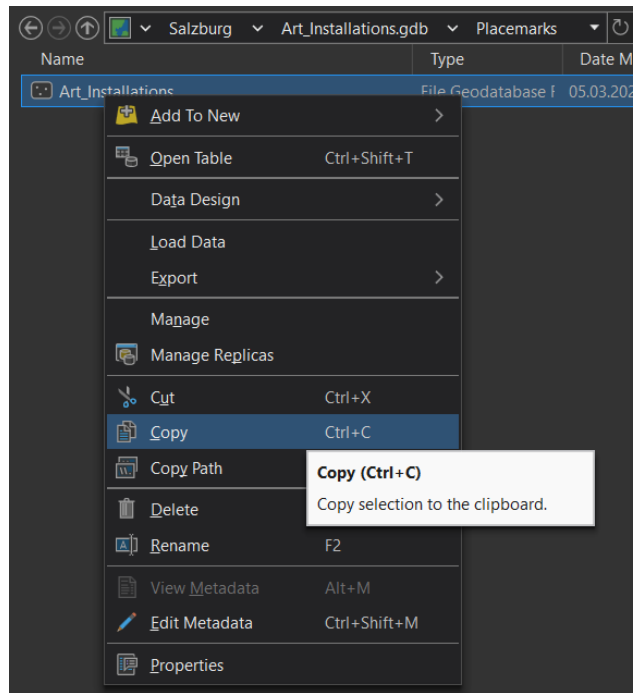 Salzburg Art_Installations.gdb Placemarks
Name Type Date M
Art_Installations File Geodatabase F 05.03.202
Add To New
Open Table Ctrl+Shift+T
Data Design
Load Data
Export
Manage
Manage Replicas
Cut Ctrl+X
Copy Ctrl+C
Copy Path
Copy (Ctrl+C)
Copy selection to the clipboard.
Delete
Rename F2
View Metadata Alt+M
Edit Metadata Ctrl+Shift+M
Properties